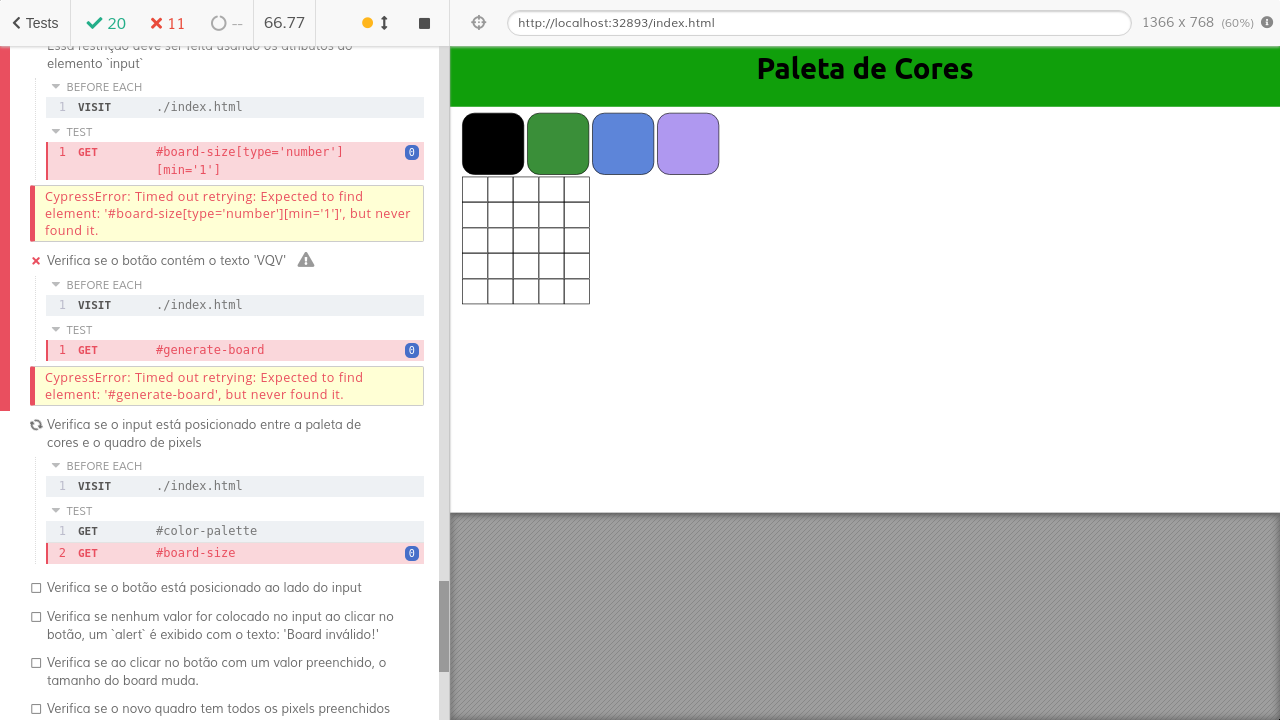 Tests
20
11
--
66.77
http://localhost:32893/index.html
1366 x 768 (60%)
Essa restrição deve ser feita usando os atributos do
elemento `input`
BEFORE EACH
1 VISIT ./index.html
TEST
1 GET #board-size[type='number']
[min='1']
0
CypressError: Timed out retrying: Expected to find
element: '#board-size[type='number'][min='1']', but never
found it.
Verifica se o botão contém o texto 'VQV'
BEFORE EACH
1 VISIT ./index.html
TEST
1 GET #generate-board 0
CypressError: Timed out retrying: Expected to find
element: '#generate-board', but never found it.
Verifica se o input está posicionado entre a paleta de
cores e o quadro de pixels
BEFORE EACH
1 VISIT ./index.html
TEST
1 GET #color-palette
2 GET #board-size 0
Verifica se o botão está posicionado ao lado do input
Verifica se nenhum valor for colocado no input ao clicar no
botão, um `alert` é exibido com o texto: 'Board inválido!'
Verifica se ao clicar no botão com um valor preenchido, o
tamanho do board muda.
Verifica se o novo quadro tem todos os pixels preenchidos
Paleta de Cores